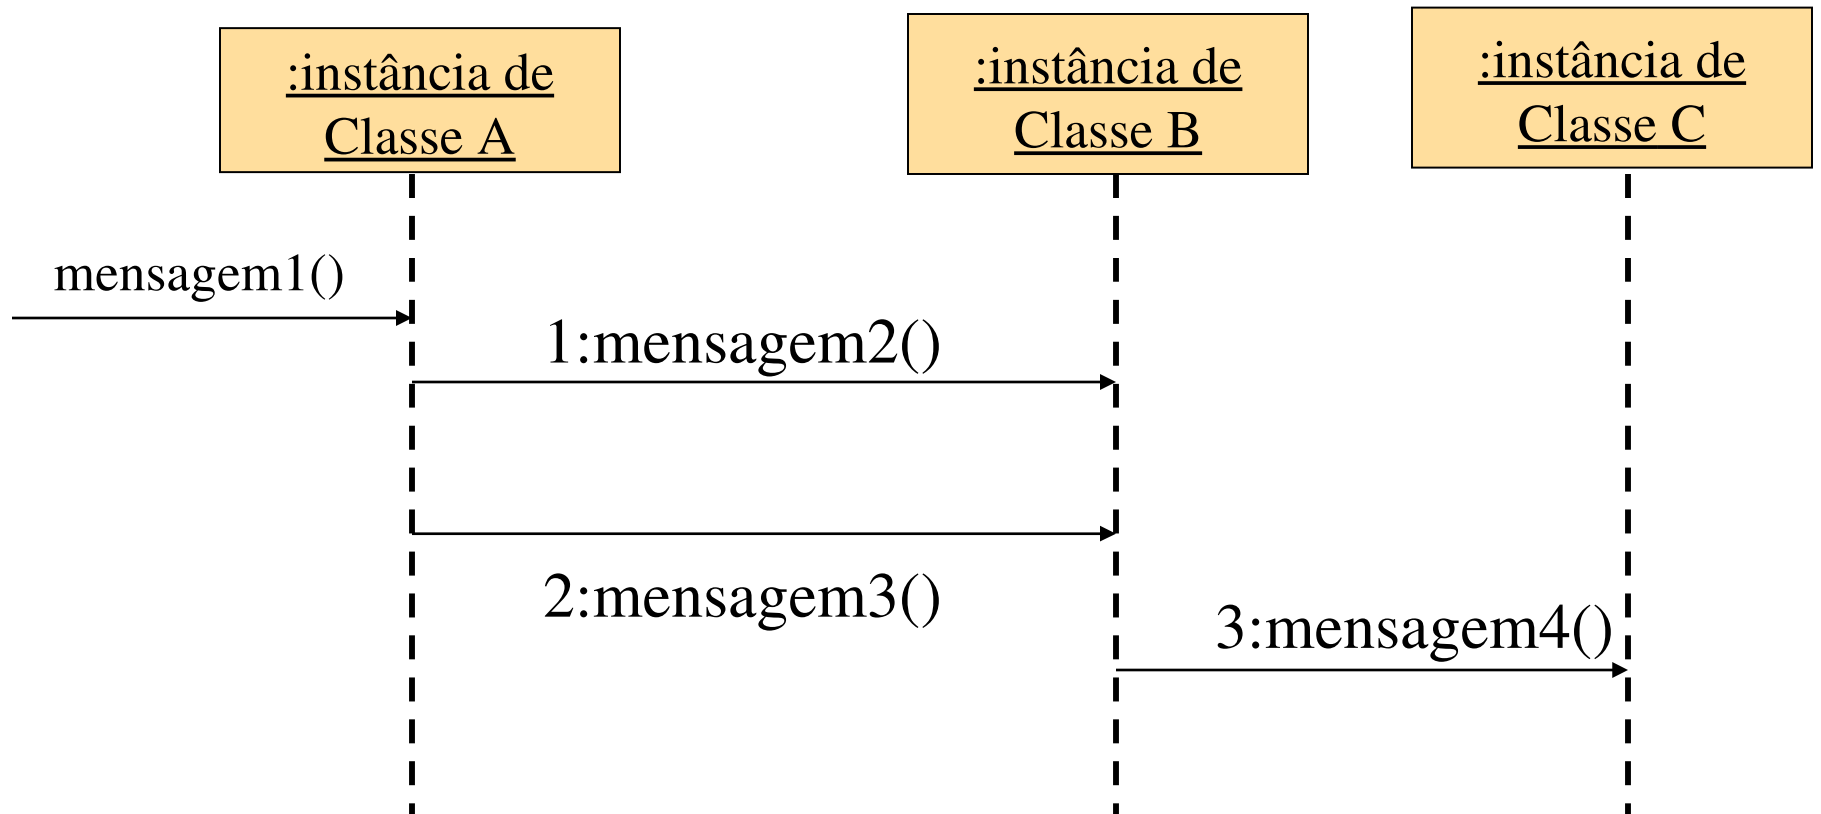 :instância de
Classe A
:instância de
Classe B
:instância de
Classe C
mensagem1()
1:mensagem2()
2:mensagem3()
3:mensagem4()